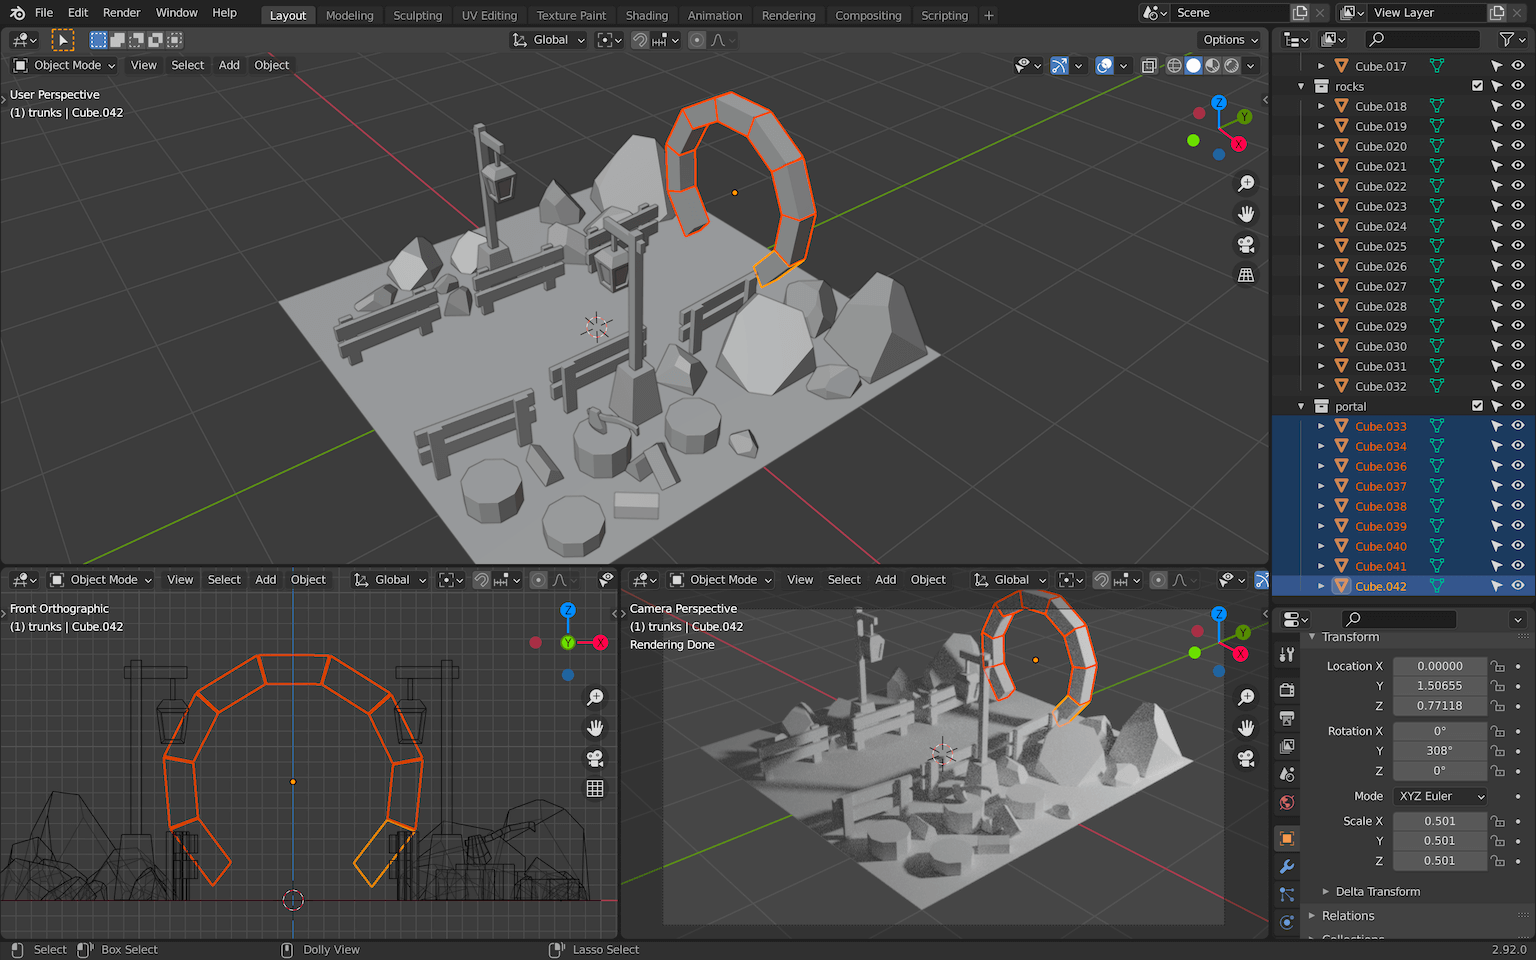 File Edit Render Window Help Layout Modeling Sculpting UV Editing Texture Paint Shading Animation Rendering Compositing Scripting + Scene View Layer
Global Options
Object Mode View Select Add Object
User Perspective
(1) trunks | Cube.042
Z
Y
X
Cube.017
rocks
Cube.018
Cube.019
Cube.020
Cube.021
Cube.022
Cube.023
Cube.024
Cube.025
Cube.026
Cube.027
Cube.028
Cube.029
Cube.030
Cube.031
Cube.032
portal
Cube.033
Cube.034
Cube.036
Cube.037
Cube.038
Cube.039
Cube.040
Cube.041
Cube.042
Object Mode View Select Add Object Global
Front Orthographic
(1) trunks | Cube.042
Z
Y X
Object Mode View Select Add Object Global
Camera Perspective
(1) trunks | Cube.042
Rendering Done
Z
Y
X
Transform
Location X 0.00000
Y 1.50655
Z 0.77118
Rotation X 0°
Y 308°
Z 0°
Mode XYZ Euler
Scale X 0.501
Y 0.501
Z 0.501
Delta Transform
Relations
Collections
Select Box Select Dolly View Lasso Select 2.92.0